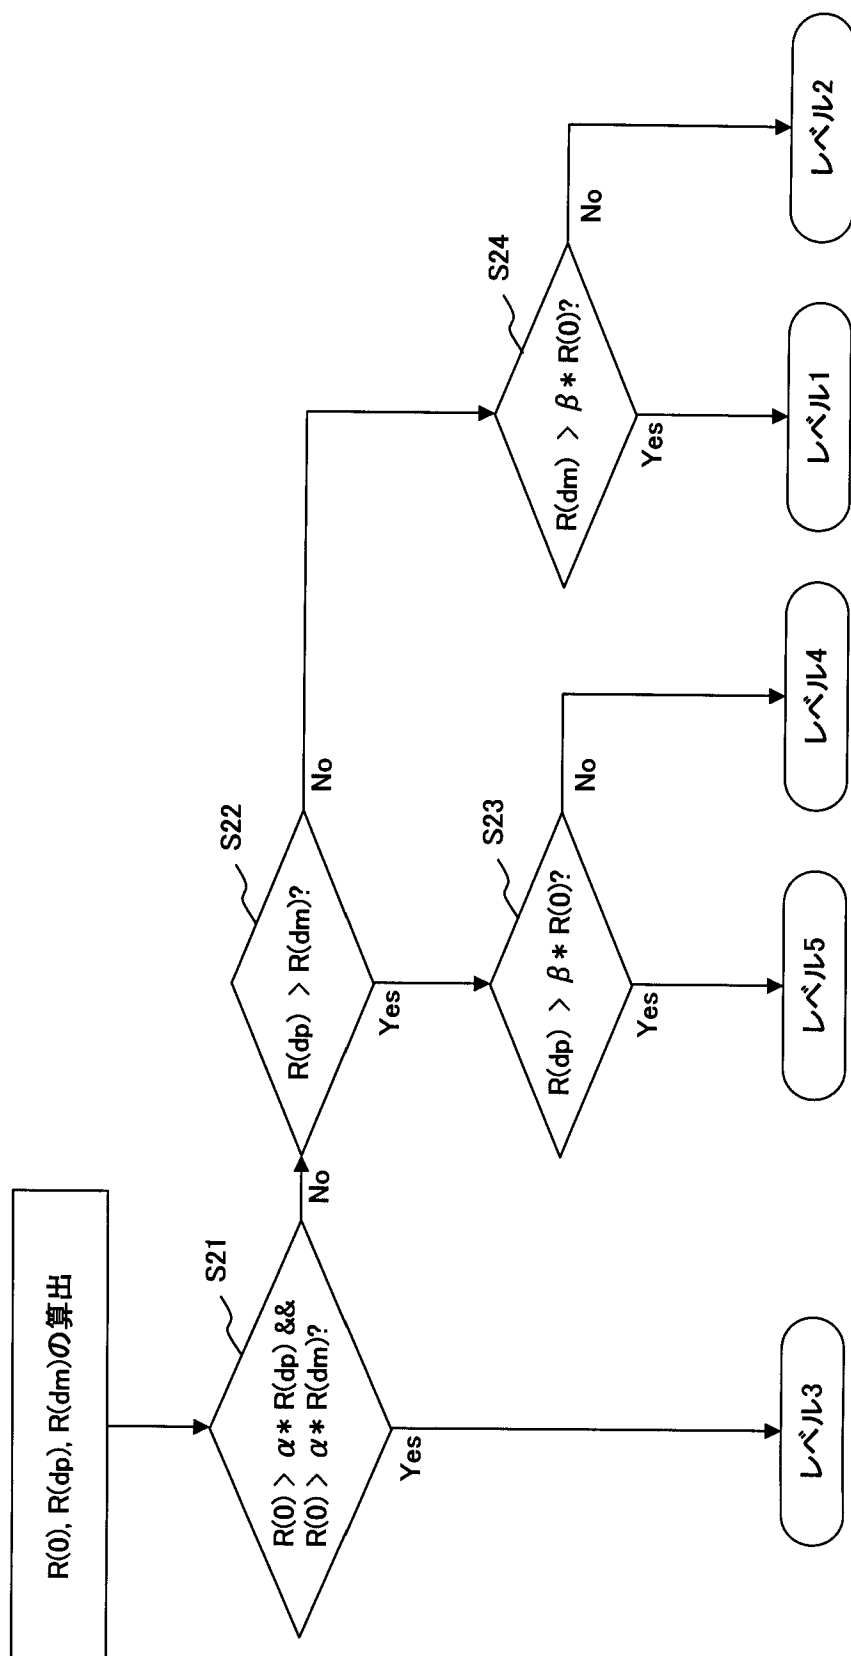 R(0), R(dp), R(dm)の算出
S21
R(0) > α* R(dp) &&
R(0) > α* R(dm)?
No
Yes
S22
R(dp) > R(dm)?
No
Yes
S23
R(dp) > β* R(0)?
No
Yes
S24
R(dm) > β* R(0)?
No
Yes
レベル3
レベル5
レベル4
レベル1
レベル2